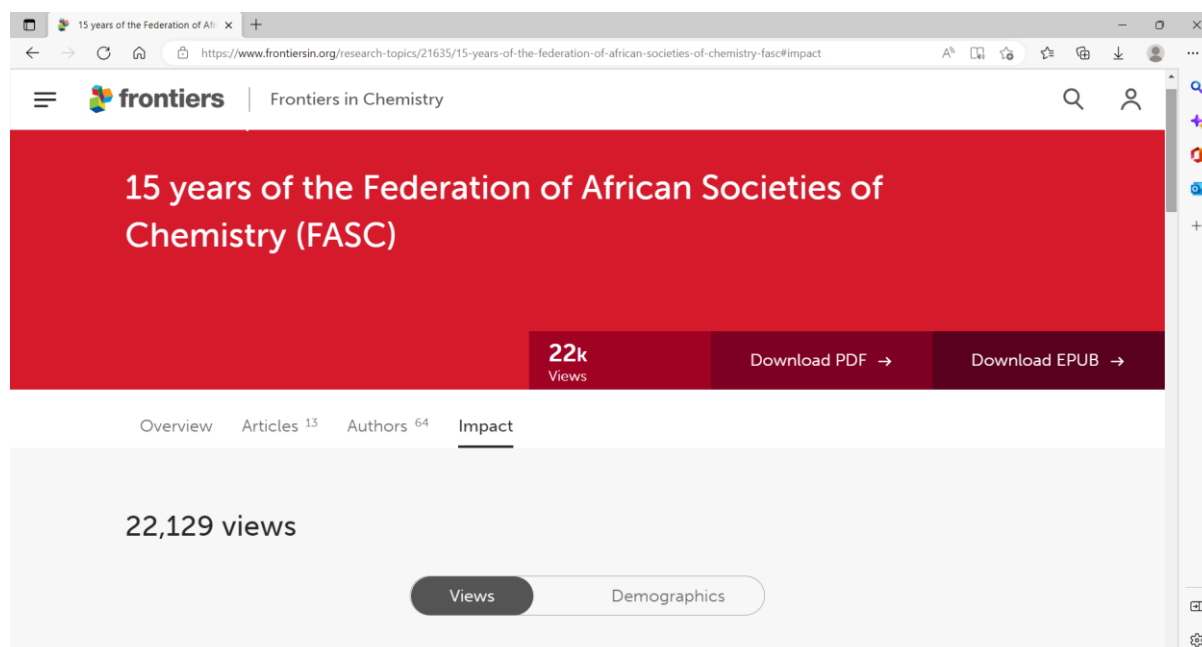 15 years of the Federation of Afr
https://www.frontiersin.org/research-topics/21635/15-years-of-the-federation-of-african-societies-of-chemistry-fasc#impact
frontiers
Frontiers in Chemistry
15 years of the Federation of African Societies of
Chemistry (FASC)
22k
Views
Download PDF →
Download EPUB →
Overview Articles 13 Authors 64 Impact
22,129 views
Views Demographics